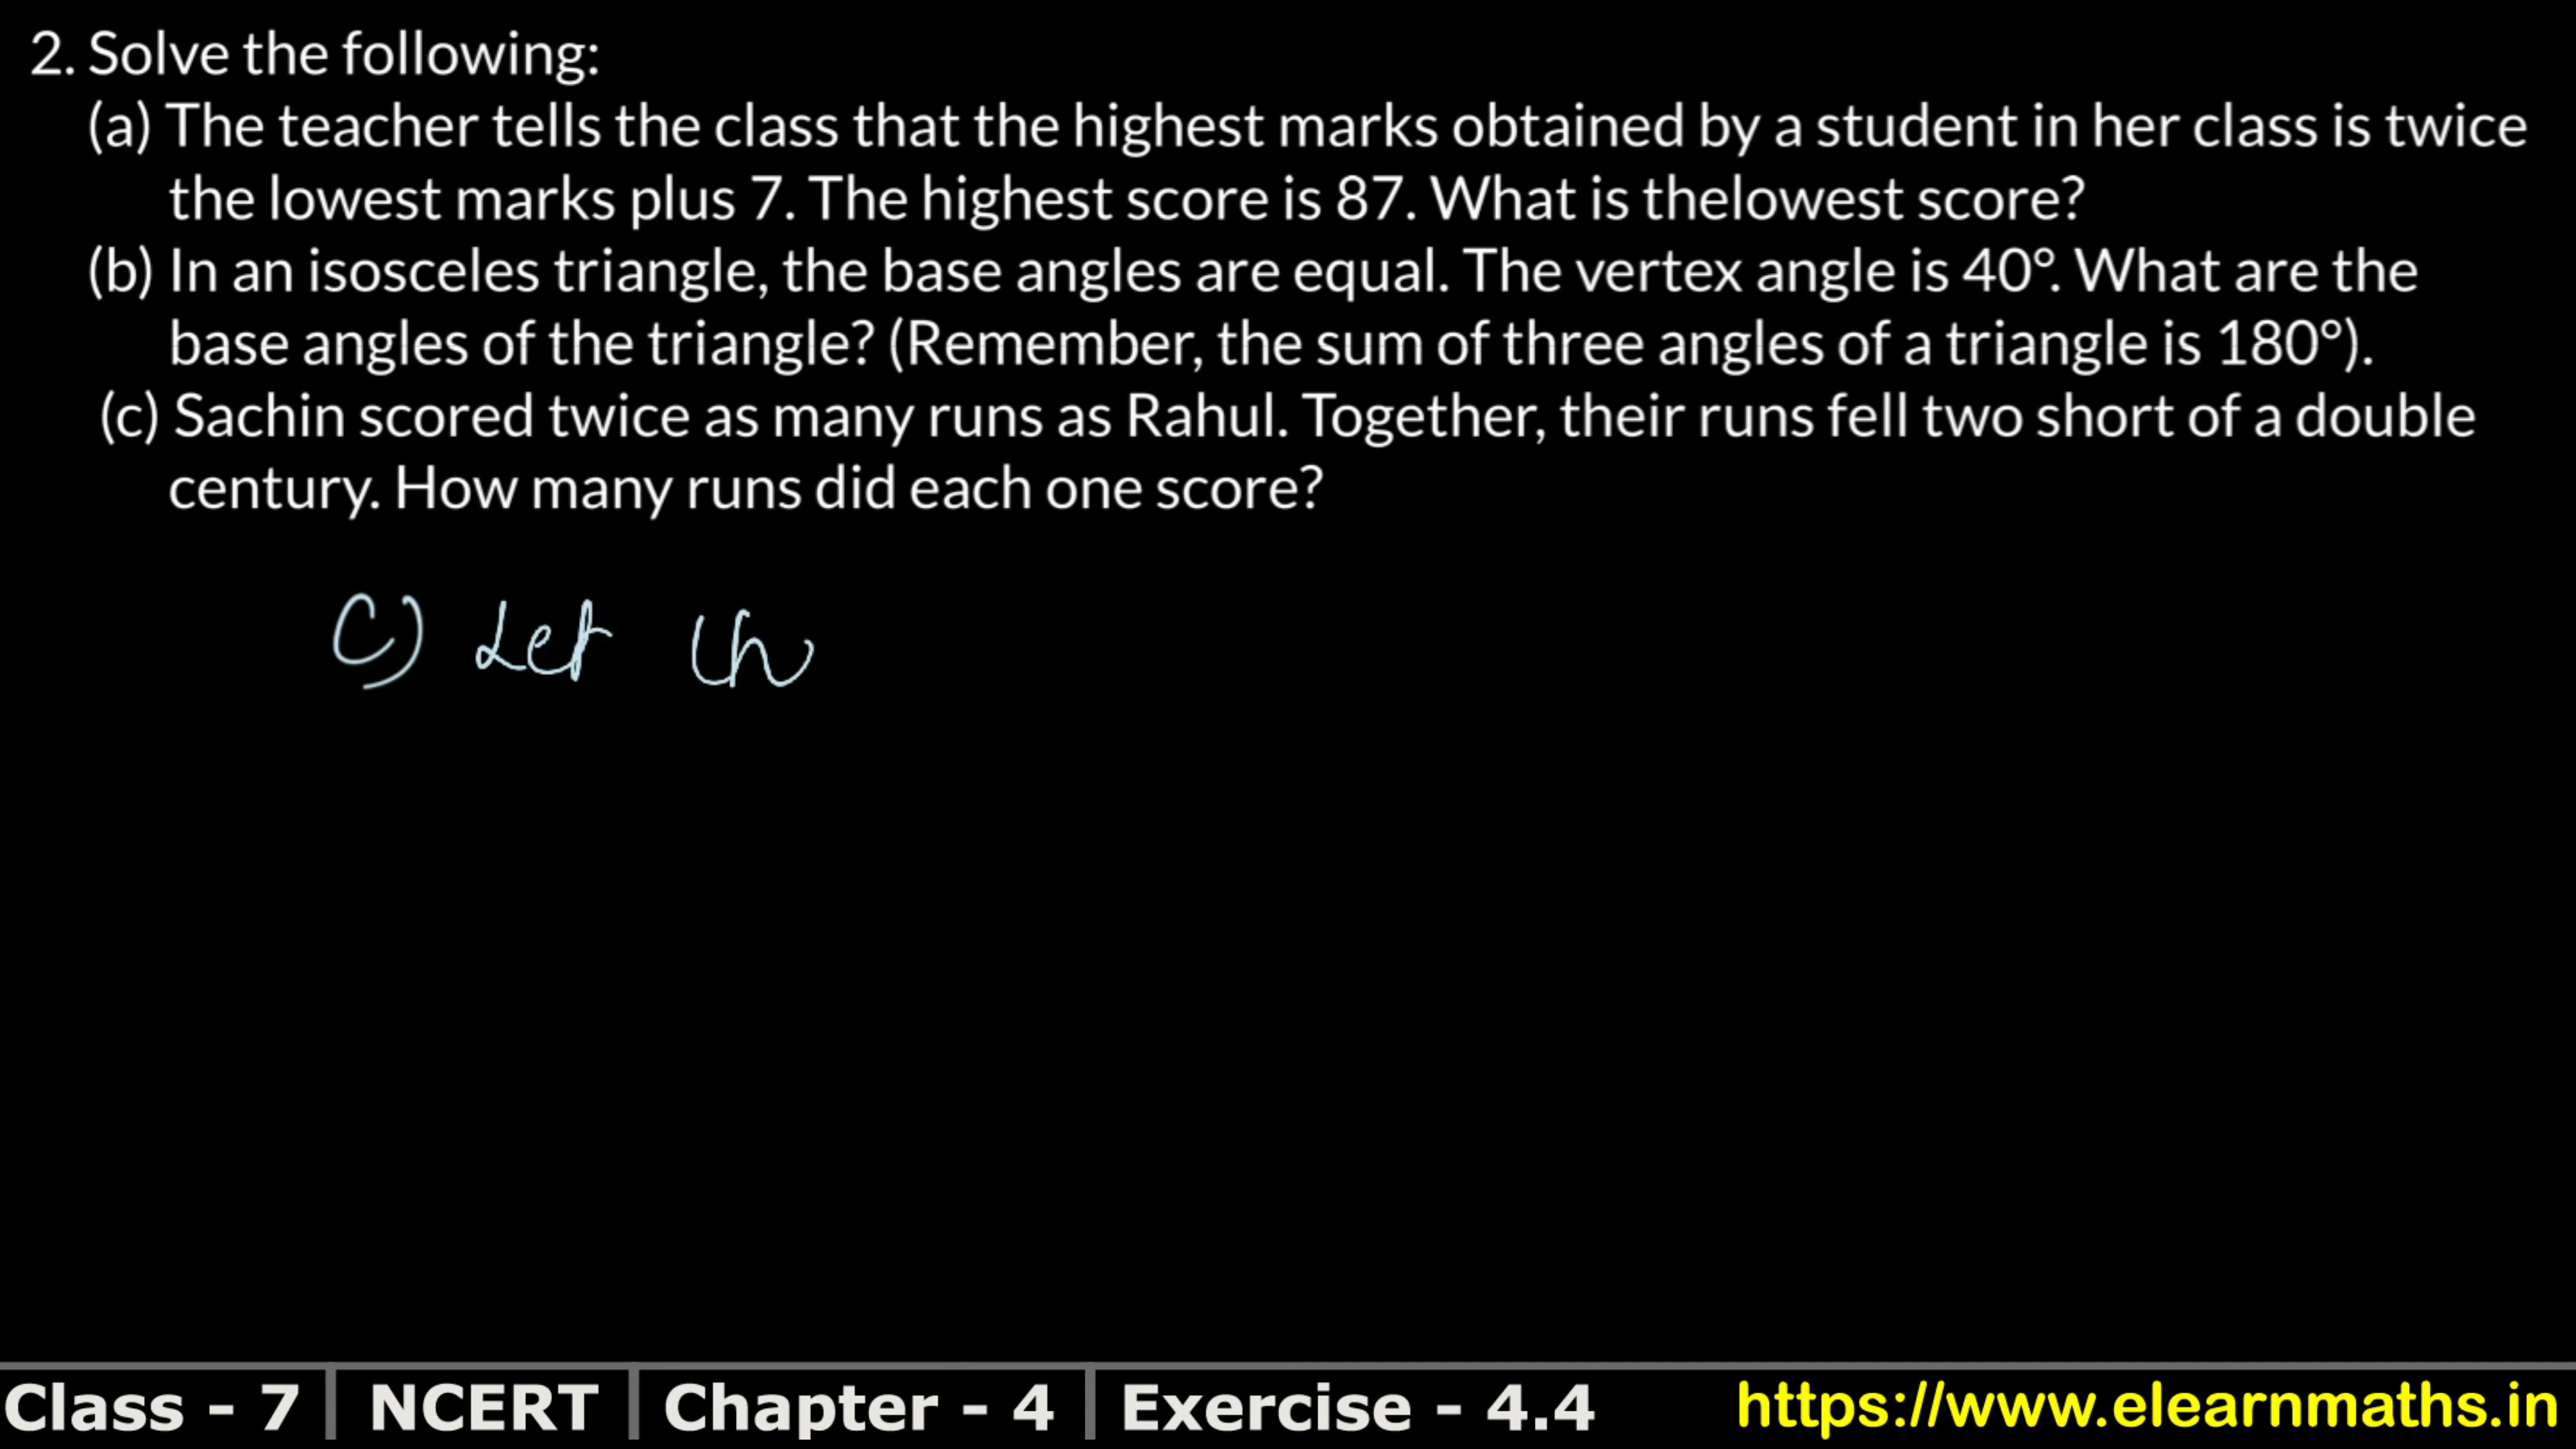 2. Solve the following:
(a) The teacher tells the class that the highest marks obtained by a student in her class is twice
the lowest marks plus 7. The highest score is 87. What is thelowest score?
(b) In an isosceles triangle, the base angles are equal. The vertex angle is 40°. What are the
base angles of the triangle? (Remember, the sum of three angles of a triangle is 180°).
(c) Sachin scored twice as many runs as Rahul. Together, their runs fell two short of a double
century. How many runs did each one score?
C) Let th
Class - 7 | NCERT | Chapter - 4 | Exercise - 4.4 https://www.elearnmaths.in